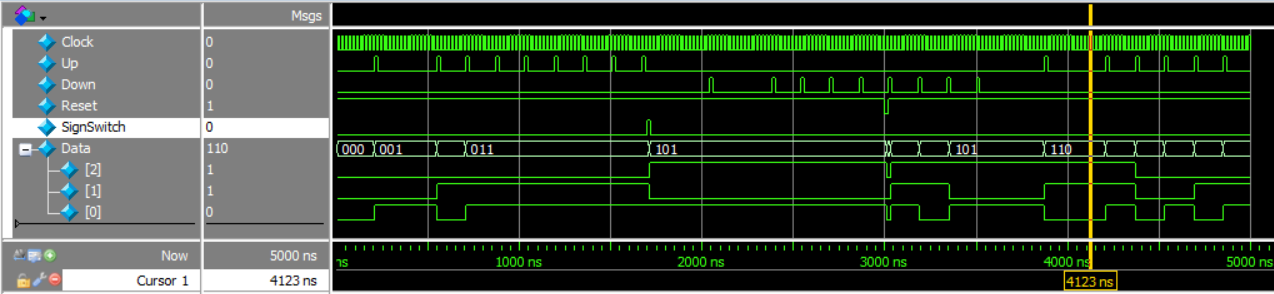 Msgs
Clock 0
Up 0
Down 0
Reset 1
SignSwitch 0
Data 110 000 001 011 101 101 110
[2] 1
[1] 1
[0] 0
Now 5000 ns ns 1000 ns 2000 ns 3000 ns 4000 ns 5000 ns
Cursor 1 4123 ns 4123 ns